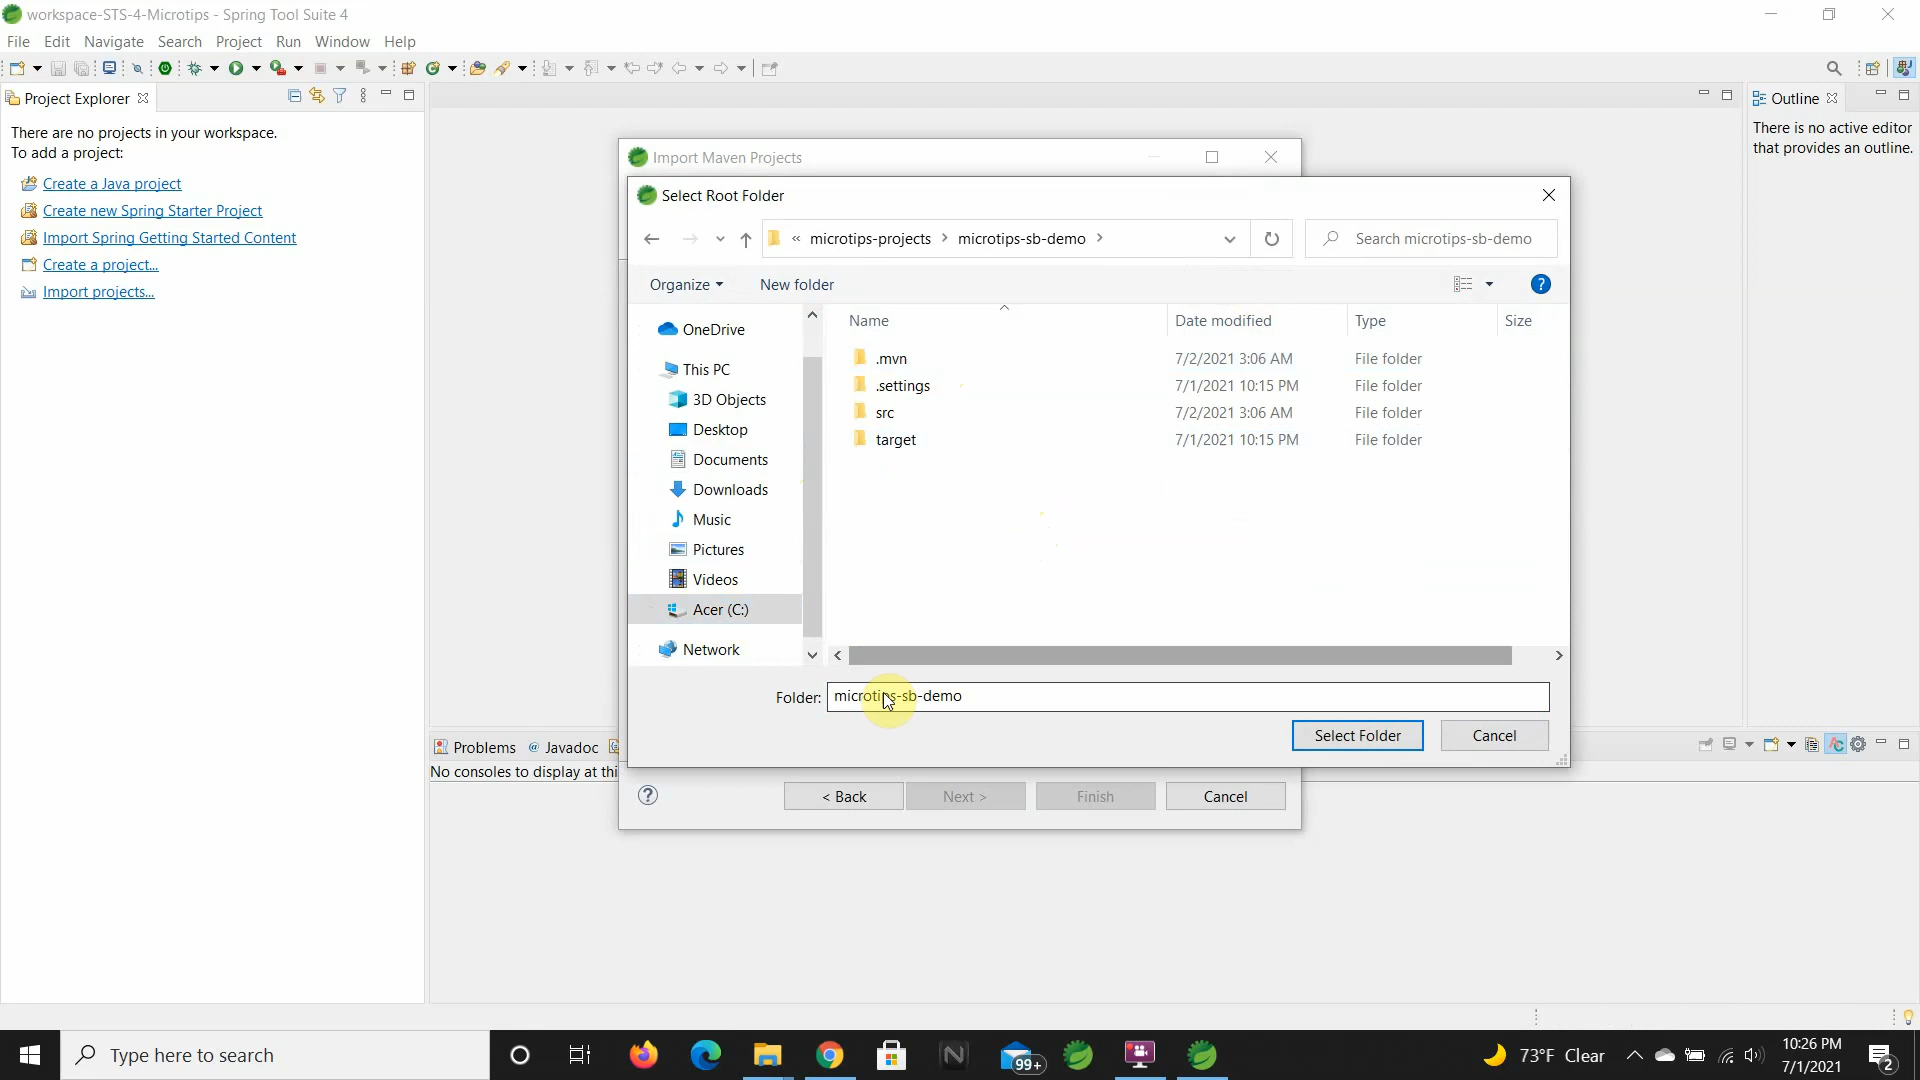 workspace-STS-4-Microtips - Spring Tool Suite 4
File Edit Navigate Search Project Run Window Help
Project Explorer
There are no projects in your workspace.
To add a project:
Create a Java project
Create new Spring Starter Project
Import Spring Getting Started Content
Create a project...
Import projects...
Outline
There is no active editor
that provides an outline.
Import Maven Projects
Select Root Folder
« microtips-projects > microtips-sb-demo >
Search microtips-sb-demo
Organize
New folder
OneDrive
This PC
3D Objects
Desktop
Documents
Downloads
Music
Pictures
Videos
Acer (C:)
Network
Name Date modified Type Size
.mvn 7/2/2021 3:06 AM File folder
.settings 7/1/2021 10:15 PM File folder
src 7/2/2021 3:06 AM File folder
target 7/1/2021 10:15 PM File folder
Folder: microtips-sb-demo
Select Folder Cancel
Problems @ Javadoc
No consoles to display at thi
< Back Next > Finish Cancel
Type here to search
N
99+
73°F Clear
10:26 PM
7/1/2021
2